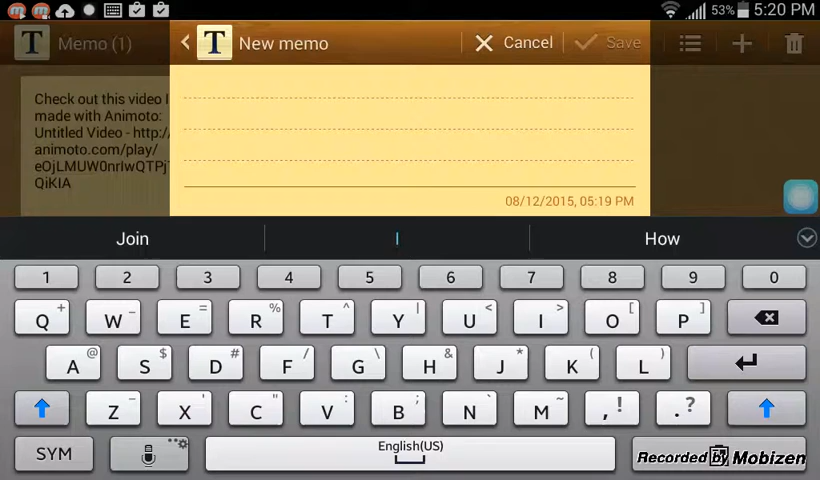 53% 5:20 PM
T Memo (1)
T New memo Cancel Save
Check out this video I
made with Animoto:
Untitled Video - http:/
animoto.com/play/
eOjLMUW0nrIwQTPj
QiKIA
08/12/2015, 05:19 PM
Join I How
1 2 3 4 5 6 7 8 9 0
Q + W _ E = R % T ^ Y | U < I > O [ P ]
A @ S $ D # F / G \ H & J * K ( L )
Z - X ' C " V : B ; N ` M ~ , ! . ?
SYM English(US) Recorded by Mobizen